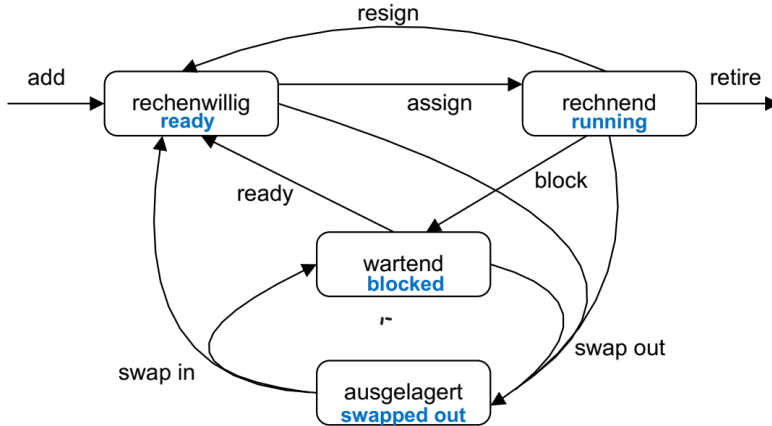 resign
add
rechenwillig
ready
assign
rechnend
running
retire
ready
block
wartend
blocked
swap in
swap out
ausgelagert
swapped out